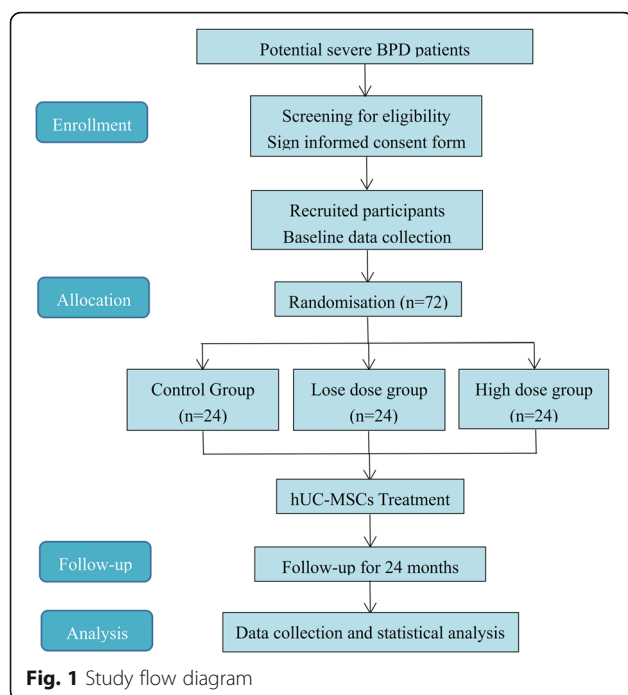 Potential severe BPD patients
Enrollment
Screening for eligibility
Sign informed consent form
Recruited participants
Baseline data collection
Allocation
Randomisation (n=72)
Control Group
(n=24)
Lose dose group
(n=24)
High dose group
(n=24)
hUC-MSCs Treatment
Follow-up
Follow-up for 24 months
Analysis
Data collection and statistical analysis
Fig. 1 Study flow diagram